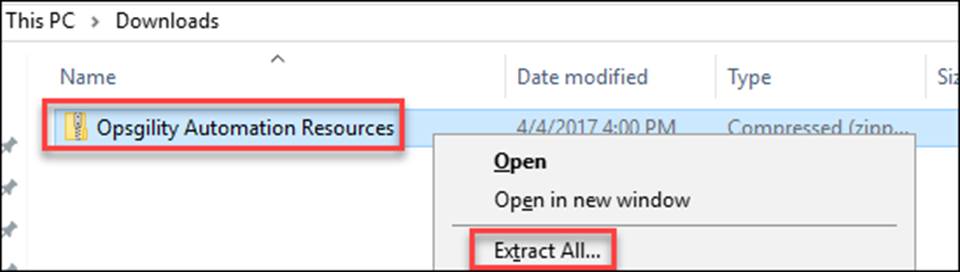 This PC > Downloads
Name Date modified Type Siz
Opsgility Automation Resources 4/4/2017 4:00 PM Compressed (zipp...
Open
Open in new window
Extract All...